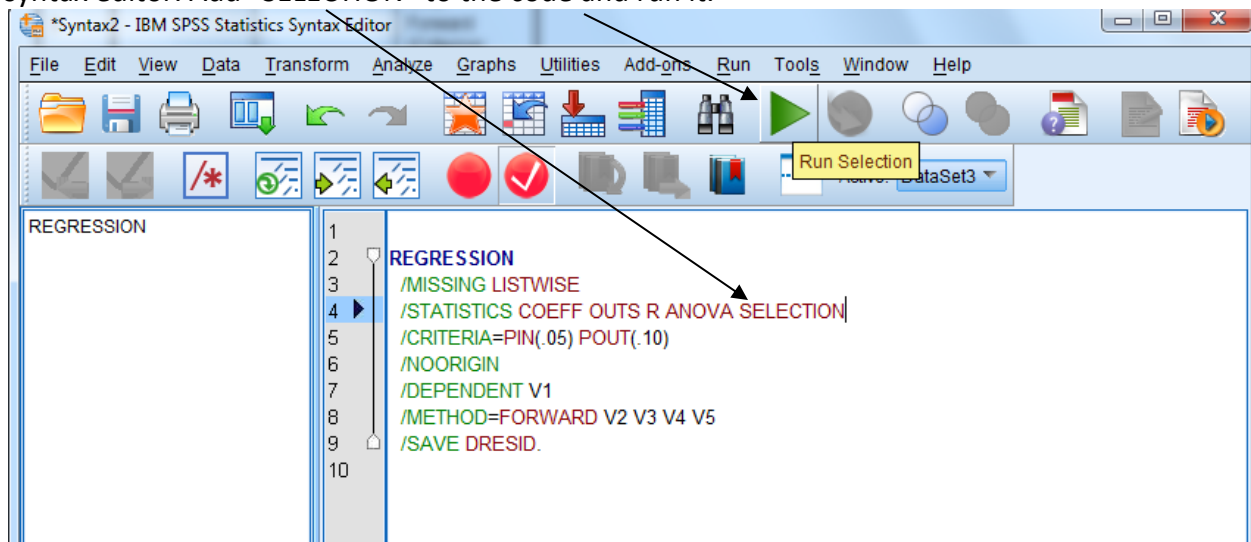 *Syntax2 - IBM SPSS Statistics Syntax Editor
File Edit View Data Transform Analyze Graphs Utilities Add-ons Run Tools Window Help
Run Selection
DataSet3
REGRESSION
1
2 REGRESSION
3 /MISSING LISTWISE
4 /STATISTICS COEFF OUTS R ANOVA SELECTION
5 /CRITERIA=PIN(.05) POUT(.10)
6 /NOORIGIN
7 /DEPENDENT V1
8 /METHOD=FORWARD V2 V3 V4 V5
9 /SAVE DRESID.
10